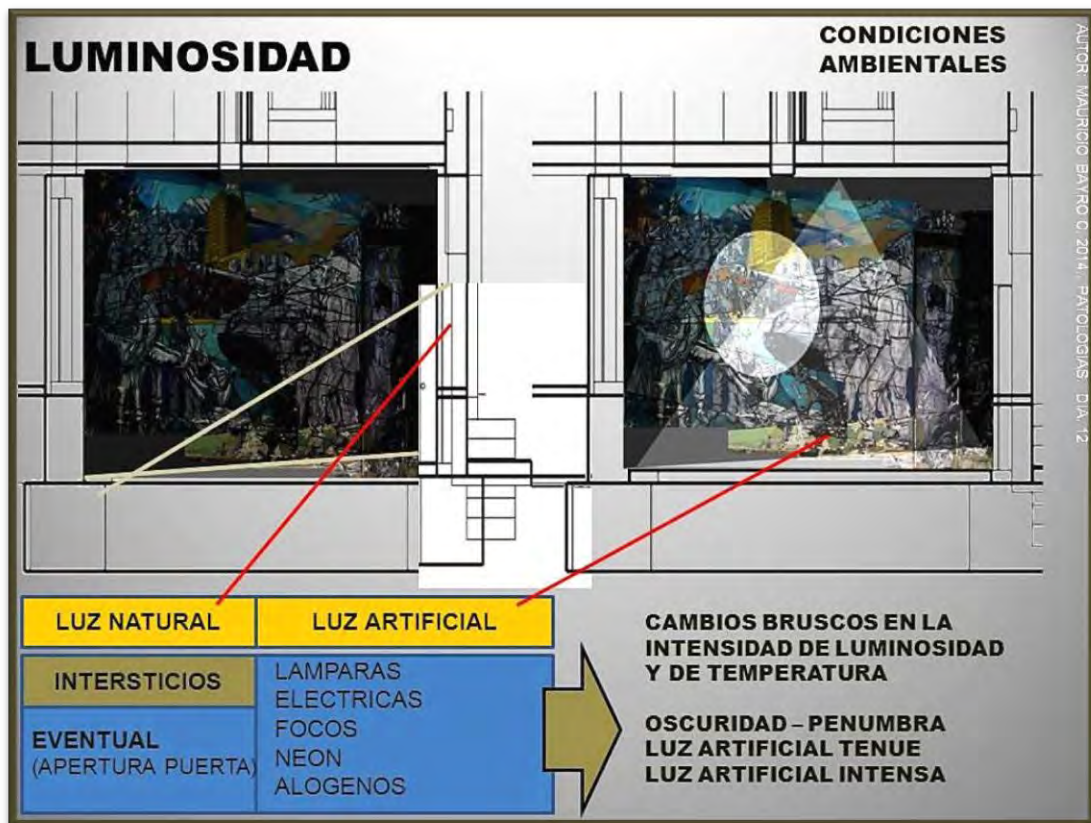 LUMINOSIDAD
CONDICIONES
AMBIENTALES
AUTOR: MAURICIO BAYRO C. 2014. PATOLOGIAS. DIA. 12
LUZ NATURAL
LUZ ARTIFICIAL
INTERSTICIOS
EVENTUAL
(APERTURA PUERTA)
LAMPARAS
ELECTRICAS
FOCOS
NEON
ALOGENOS
CAMBIOS BRUSCOS EN LA
INTENSIDAD DE LUMINOSIDAD
Y DE TEMPERATURA
OSCURIDAD – PENUMBRA
LUZ ARTIFICIAL TENUE
LUZ ARTIFICIAL INTENSA